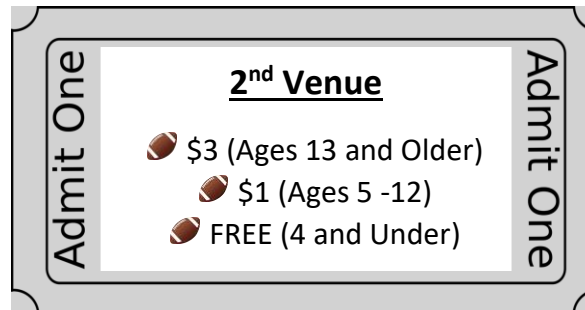 Admit One
2nd Venue
$3 (Ages 13 and Older)
$1 (Ages 5 -12)
FREE (4 and Under)
Admit One